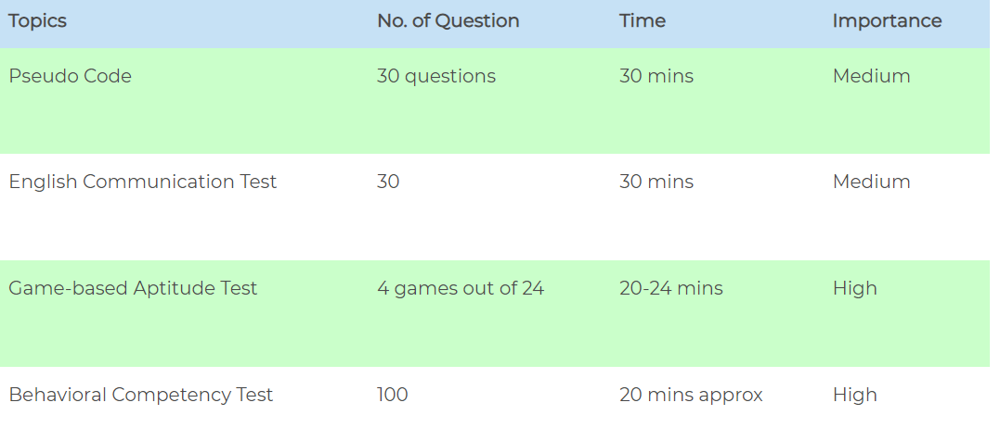 Topics No. of Question Time Importance
Pseudo Code 30 questions 30 mins Medium
English Communication Test 30 30 mins Medium
Game-based Aptitude Test 4 games out of 24 20-24 mins High
Behavioral Competency Test 100 20 mins approx High